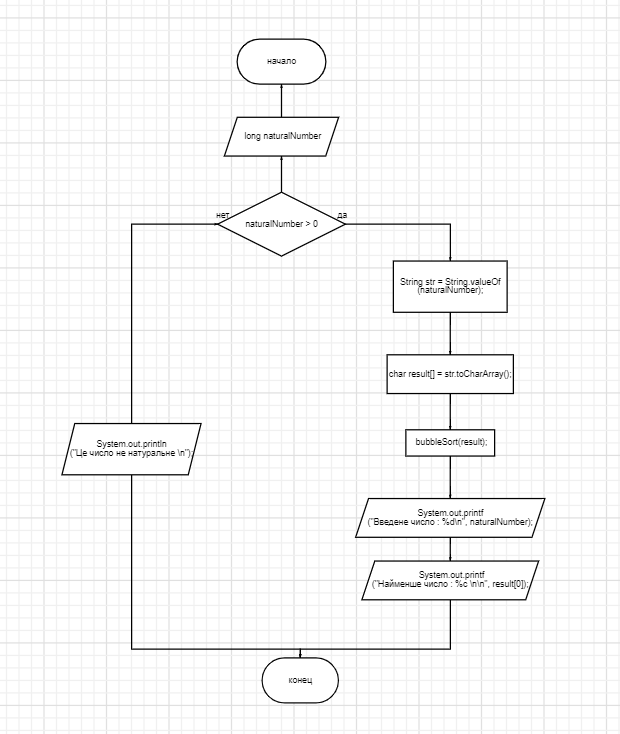 начало
long naturalNumber
нет
да
naturalNumber > 0
String str = String.valueOf
(naturalNumber);
char result[] = str.toCharArray();
bubbleSort(result);
System.out.println
("Це число не натуральне \n");
System.out.printf
("Введене число : %d\n", naturalNumber);
System.out.printf
("Найменше число : %c \n\n", result[0]);
конец